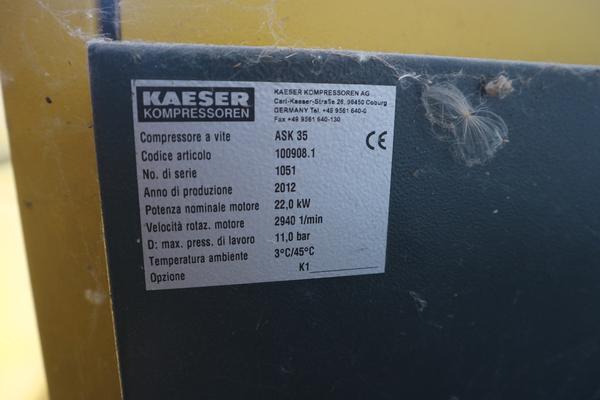 KAESER
KOMPRESSOREN
KAESER KOMPRESSOREN AG
Carl-Kaeser-Straße 26, 96450 Coburg
GERMANY Tel. +49 9561 640-0
Fax +49 9561 640-130
CE
Compressore a vite ASK 35
Codice articolo 100908.1
No. di serie 1051
Anno di produzione 2012
Potenza nominale motore 22,0 kW
Velocità rotaz. motore 2940 1/min
D: max. press. di lavoro 11,0 bar
Temperatura ambiente 3°C/45°C
Opzione K1